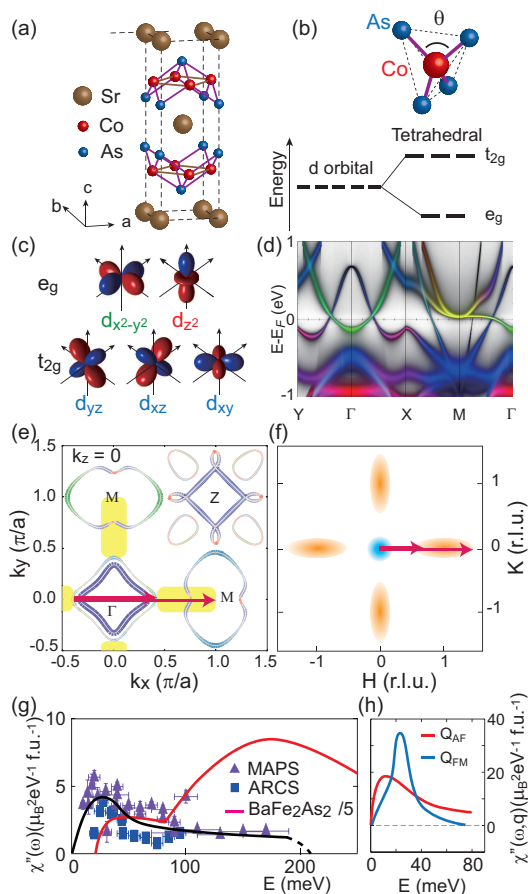 (a)
Sr
Co
As
c
b
a
(b)
As
θ
Co
Energy
d orbital
Tetrahedral
t2g
eg
(c)
eg
dx²-y²
dz²
t2g
dyz
dxz
dxy
(d)
E-EF (eV)
1
0
-1
Y Γ X M Γ
(e)
kz = 0
M
Z
Γ
M
ky (π/a)
1.5
1.0
0.5
0.0
-0.5
-0.5 0.0 0.5 1.0 1.5
kx (π/a)
(f)
K (r.l.u.)
1
0
-1
-1 0 1
H (r.l.u.)
(g)
χ"(ω)(μB²eV⁻¹ f.u.⁻¹)
10
5
0
MAPS
ARCS
BaFe2As2 /5
0 100 200
E (meV)
(h)
QAF
QFM
40
20
0
χ"(ω,q) (μB²eV⁻¹ f.u.⁻¹)
0 40 80
E (meV)